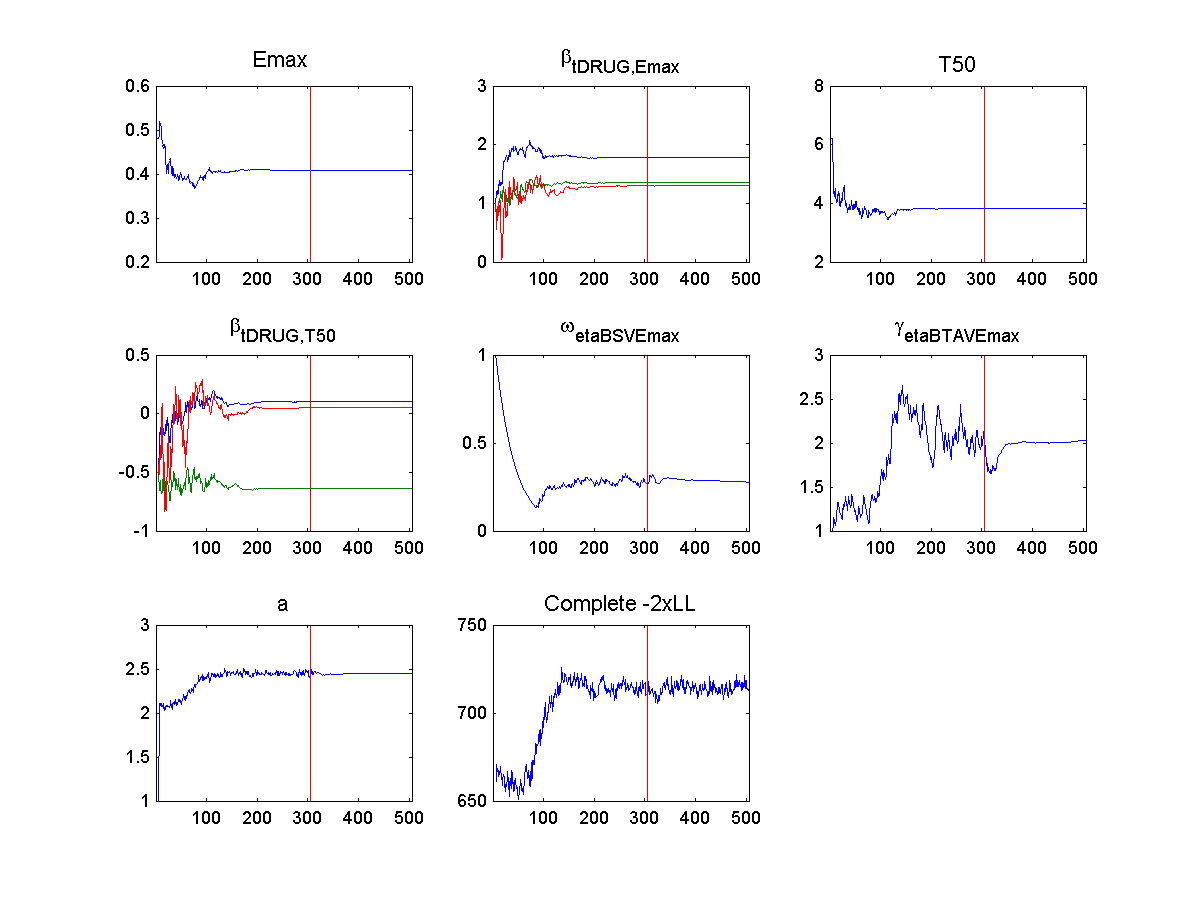 Emax
β tDRUG,Emax
T50
0.6
0.5
0.4
0.3
0.2
100 200 300 400 500
3
2
1
0
100 200 300 400 500
8
6
4
2
100 200 300 400 500
β tDRUG,T50
ω etaBSVEmax
γ etaBTAVEmax
0.5
0
-0.5
-1
100 200 300 400 500
1
0.5
0
100 200 300 400 500
3
2.5
2
1.5
1
100 200 300 400 500
a
Complete -2xLL
3
2.5
2
1.5
1
100 200 300 400 500
750
700
650
100 200 300 400 500